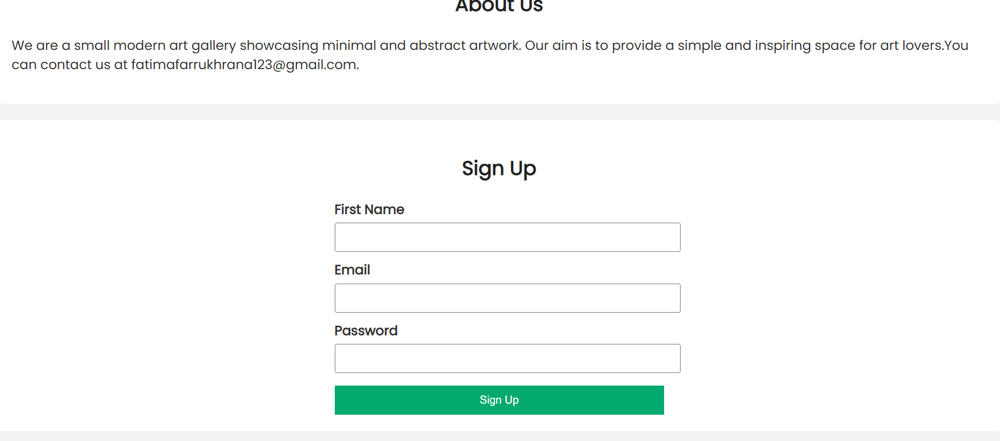 About Us
We are a small modern art gallery showcasing minimal and abstract artwork. Our aim is to provide a simple and inspiring space for art lovers.You
can contact us at fatimafarrukhrana123@gmail.com.
Sign Up
First Name
Email
Password
Sign Up